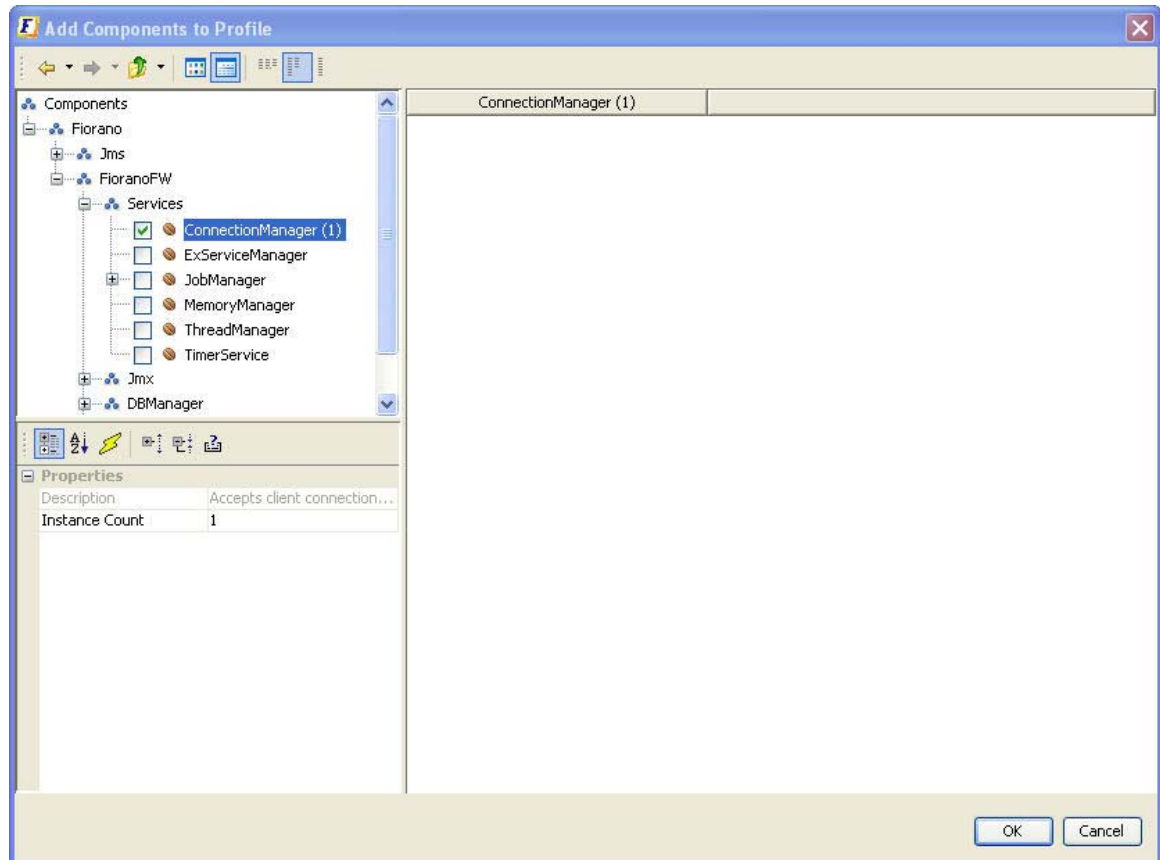 Add Components to Profile
Components
Fiorano
Jms
FioranoFW
Services
ConnectionManager (1)
ExServiceManager
JobManager
MemoryManager
ThreadManager
TimerService
Jmx
DBManager
ConnectionManager (1)
Properties
Description Accepts client connection...
Instance Count 1
OK Cancel